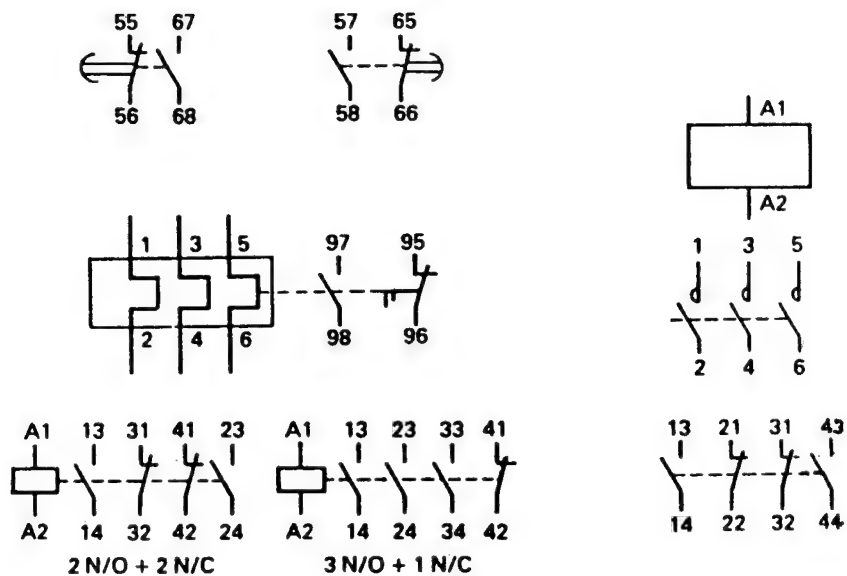 55 67 57 65
56 68 58 66
A1
A2
1 3 5 97 95
2 4 6 98 96
1 3 5
2 4 6
A1 13 31 41 23 A1 13 23 33 41
A2 14 32 42 24 A2 14 24 34 42
13 21 31 43
14 22 32 44
2 N/O + 2 N/C 3 N/O + 1 N/C